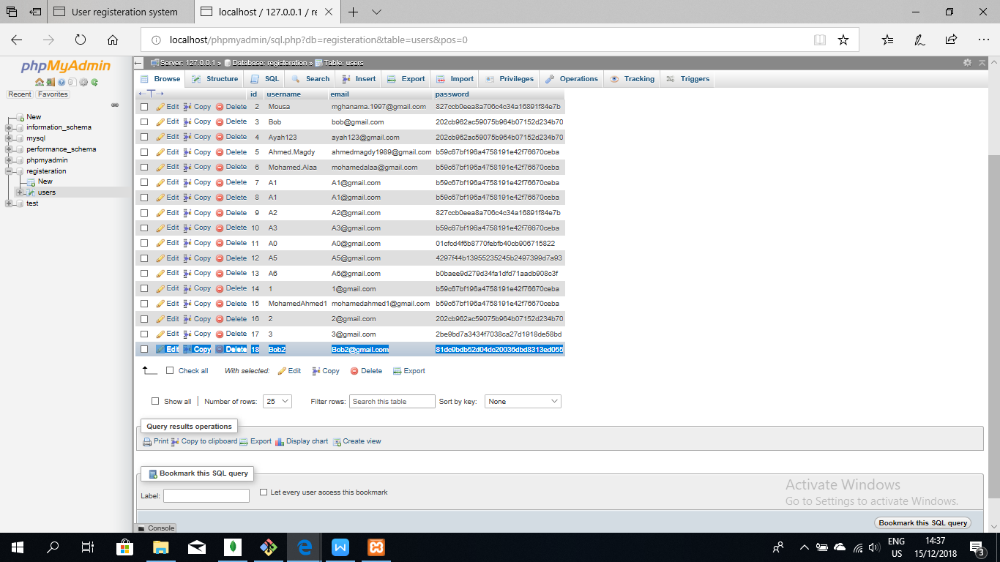 User registeration system
localhost / 127.0.0.1 / re
localhost/phpmyadmin/sql.php?db=registeration&table=users&pos=0
phpMyAdmin
Recent Favorites
New
information_schema
mysql
performance_schema
phpmyadmin
registeration
New
users
test
Server: 127.0.0.1 » Database: registeration » Table: users
Browse Structure SQL Search Insert Export Import Privileges Operations Tracking Triggers
id username email password
Edit Copy Delete 2 Mousa mghanama.1997@gmail.com 827ccb0eea8a706c4c34a16891f84e7b
Edit Copy Delete 3 Bob bob@gmail.com 202cb962ac59075b964b07152d234b70
Edit Copy Delete 4 Ayah123 ayah123@gmail.com 202cb962ac59075b964b07152d234b70
Edit Copy Delete 5 Ahmed.Magdy ahmedmagdy1989@gmail.com b59c67bf196a4758191e42f76670ceba
Edit Copy Delete 6 Mohamed.Alaa mohamedalaa@gmail.com b59c67bf196a4758191e42f76670ceba
Edit Copy Delete 7 A1 A1@gmail.com b59c67bf196a4758191e42f76670ceba
Edit Copy Delete 8 A1 A1@gmail.com b59c67bf196a4758191e42f76670ceba
Edit Copy Delete 9 A2 A2@gmail.com 827ccb0eea8a706c4c34a16891f84e7b
Edit Copy Delete 10 A3 A3@gmail.com b59c67bf196a4758191e42f76670ceba
Edit Copy Delete 11 A0 A0@gmail.com 01cfcd4f6b8770febfb40cb906715822
Edit Copy Delete 12 A5 A5@gmail.com 4297f44b13955235245b2497399d7a93
Edit Copy Delete 13 A6 A6@gmail.com b0baee9d279d34fa1dfd71aadb908c3f
Edit Copy Delete 14 1 1@gmail.com b59c67bf196a4758191e42f76670ceba
Edit Copy Delete 15 MohamedAhmed1 mohamedahmed1@gmail.com b59c67bf196a4758191e42f76670ceba
Edit Copy Delete 16 2 2@gmail.com 202cb962ac59075b964b07152d234b70
Edit Copy Delete 17 3 3@gmail.com 2be9bd7a3434f7038ca27d1918de58bd
Edit Copy Delete 18 Bob2 Bob2@gmail.com 81dc9bdb52d04dc20036dbd8313ed055
Check all With selected: Edit Copy Delete Export
Show all Number of rows: 25 Filter rows: Search this table Sort by key: None
Query results operations
Print Copy to clipboard Export Display chart Create view
Bookmark this SQL query
Label: Let every user access this bookmark
Activate Windows
Go to Settings to activate Windows.
Bookmark this SQL query
Console
ENG
US
14:37
15/12/2018
3